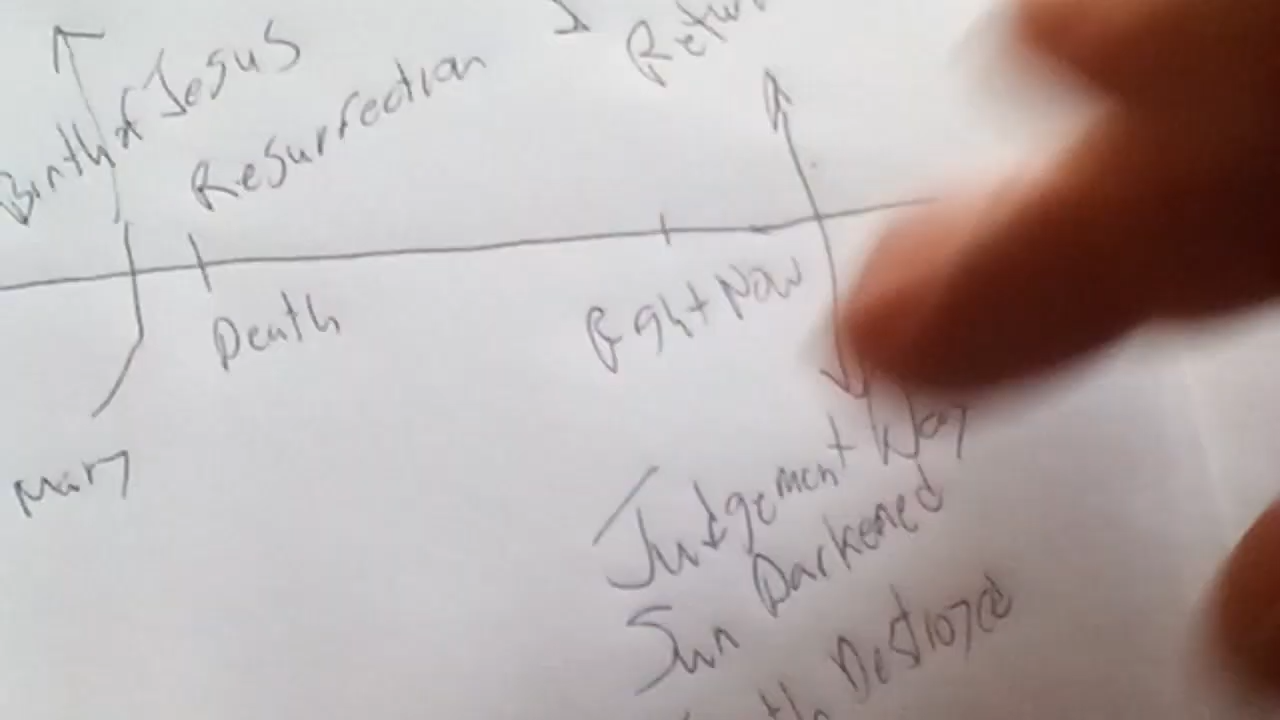 Birth of Jesus
Resurrection
Death
Right Now
Mary
Judgement Day
Sun Darkened
Destroyed